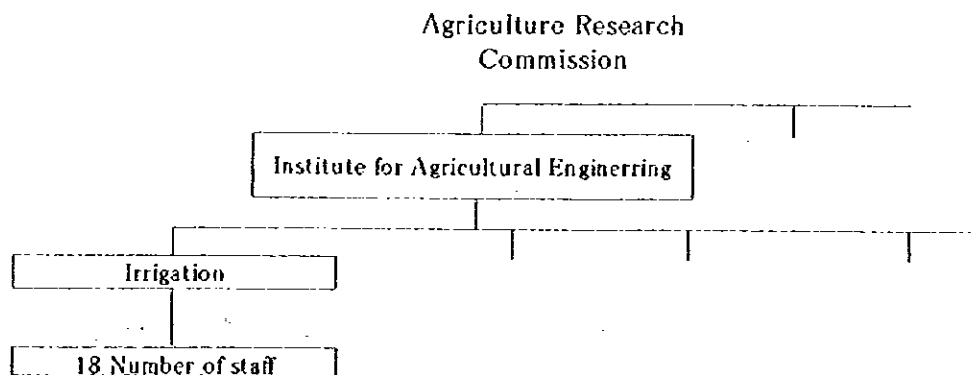 Agriculture Research
Commission
Institute for Agricultural Enginerring
Irrigation
18 Number of staff